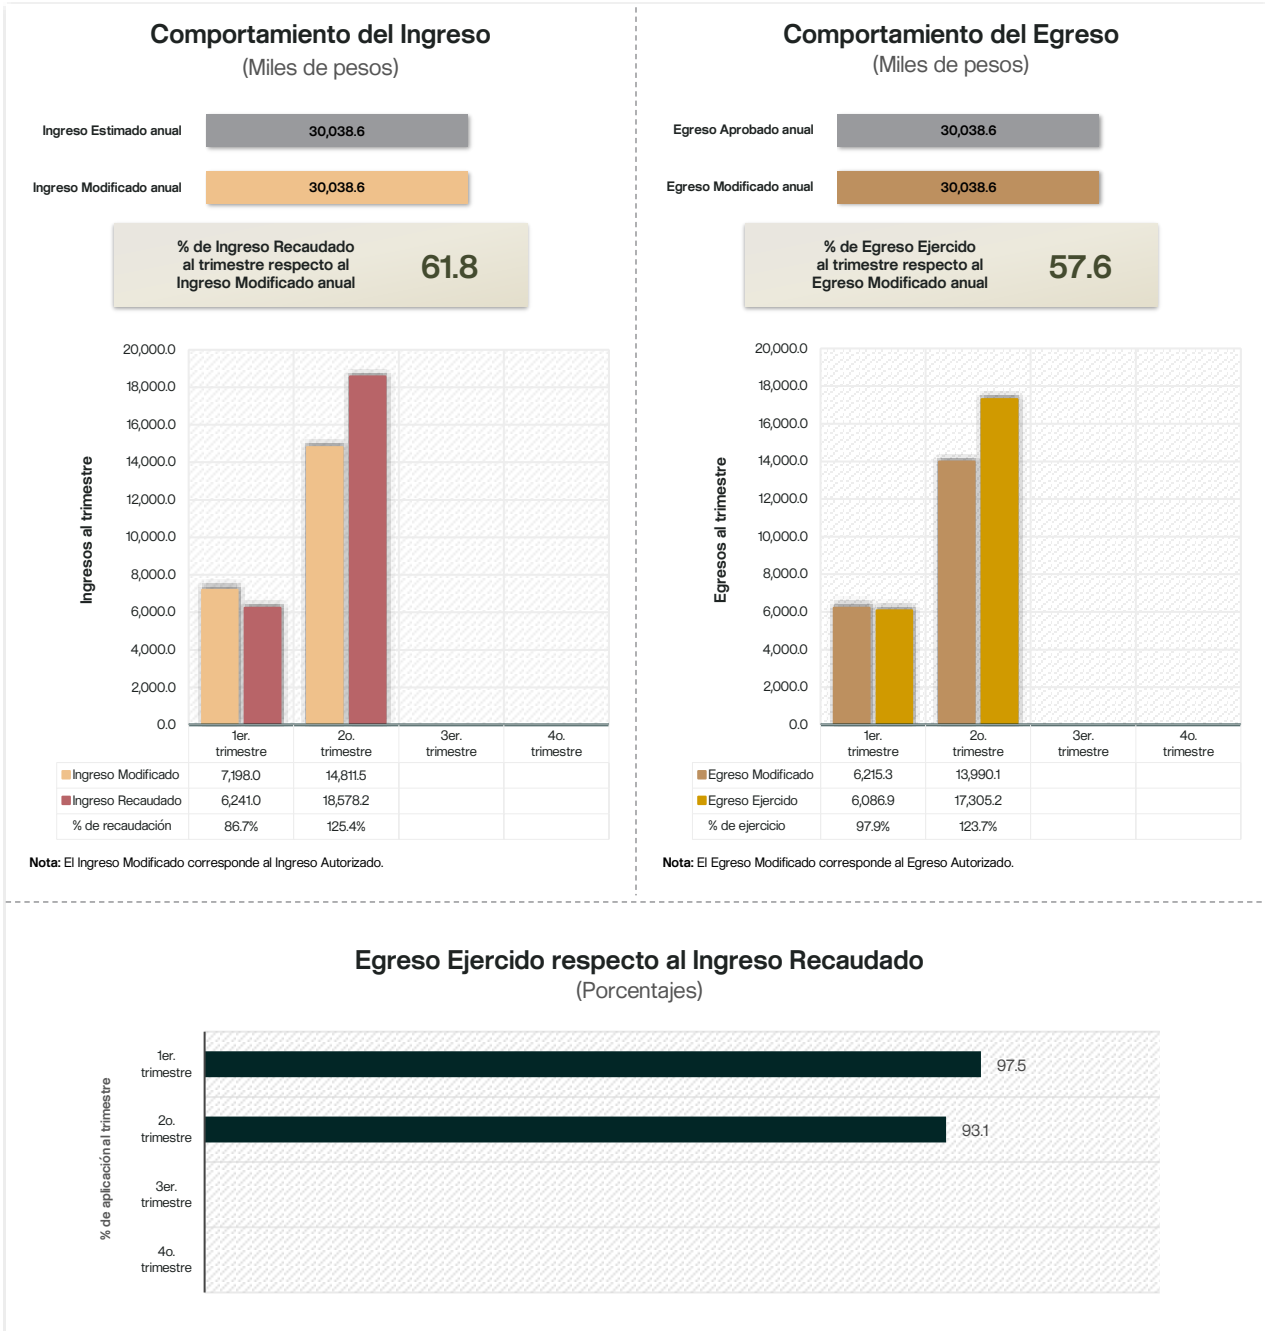 Comportamiento del Ingreso
(Miles de pesos)
Ingreso Estimado anual
30,038.6
Ingreso Modificado anual
30,038.6
% de Ingreso Recaudado
al trimestre respecto al
Ingreso Modificado anual
61.8
Ingresos al trimestre
20,000.0
18,000.0
16,000.0
14,000.0
12,000.0
10,000.0
8,000.0
6,000.0
4,000.0
2,000.0
0.0
1er. trimestre
2o. trimestre
3er. trimestre
4o. trimestre
Ingreso Modificado 7,198.0 14,811.5
Ingreso Recaudado 6,241.0 18,578.2
% de recaudación 86.7% 125.4%
Nota: El Ingreso Modificado corresponde al Ingreso Autorizado.
Comportamiento del Egreso
(Miles de pesos)
Egreso Aprobado anual
30,038.6
Egreso Modificado anual
30,038.6
% de Egreso Ejercido
al trimestre respecto al
Egreso Modificado anual
57.6
Egresos al trimestre
20,000.0
18,000.0
16,000.0
14,000.0
12,000.0
10,000.0
8,000.0
6,000.0
4,000.0
2,000.0
0.0
1er. trimestre
2o. trimestre
3er. trimestre
4o. trimestre
Egreso Modificado 6,215.3 13,990.1
Egreso Ejercido 6,086.9 17,305.2
% de ejercicio 97.9% 123.7%
Nota: El Egreso Modificado corresponde al Egreso Autorizado.
Egreso Ejercido respecto al Ingreso Recaudado
(Porcentajes)
% de aplicaciónal trimestre
1er.
trimestre
97.5
2o.
trimestre
93.1
3er.
trimestre
4o.
trimestre